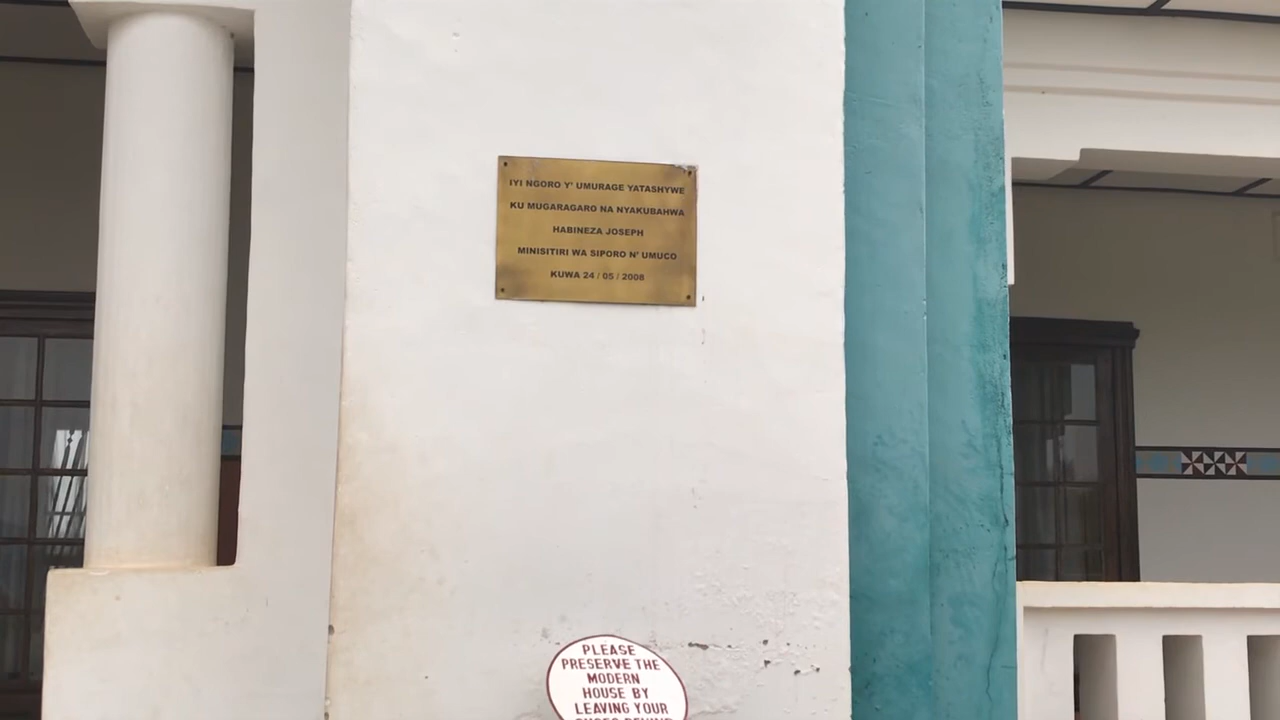 IYI NGORO Y' UMURAGE YATASHYWE
KU MUGARAGARO NA NYAKUBAHWA
HABINEZA JOSEPH
MINISITIRI WA SIPORO N' UMUCO
KUWA 24 / 05 / 2008
PLEASE
PRESERVE THE
MODERN
HOUSE BY
LEAVING YOUR